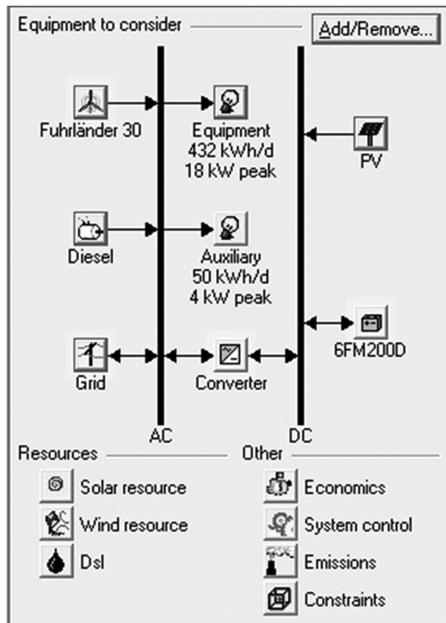 Equipment to consider
Add/Remove...
Fuhrländer 30
Equipment
432 kWh/d
18 kW peak
PV
Diesel
Auxiliary
50 kWh/d
4 kW peak
Grid
Converter
6FM200D
AC
DC
Resources
Other
Solar resource
Economics
Wind resource
System control
Dsl
Emissions
Constraints